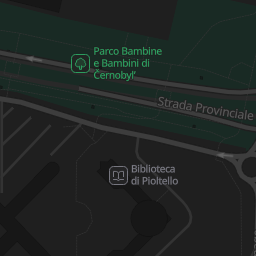 Parco Bambine
e Bambini di
Černobyl’
Strada Provinciale
Biblioteca
di Pioltello